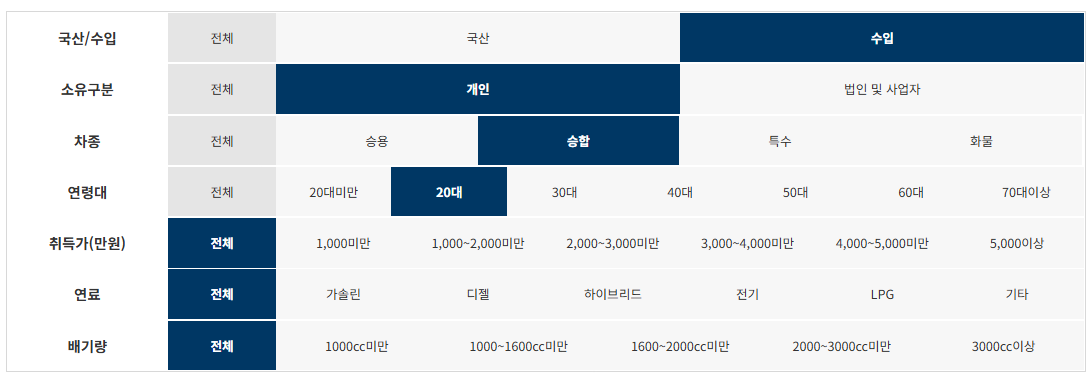 국산/수입 전체 국산 수입
소유구분 전체 개인 법인 및 사업자
차종 전체 승용 승합 특수 화물
연령대 전체 20대미만 20대 30대 40대 50대 60대 70대이상
취득가(만원) 전체 1,000미만 1,000~2,000미만 2,000~3,000미만 3,000~4,000미만 4,000~5,000미만 5,000이상
연료 전체 가솔린 디젤 하이브리드 전기 LPG 기타
배기량 전체 1000cc미만 1000~1600cc미만 1600~2000cc미만 2000~3000cc미만 3000cc이상